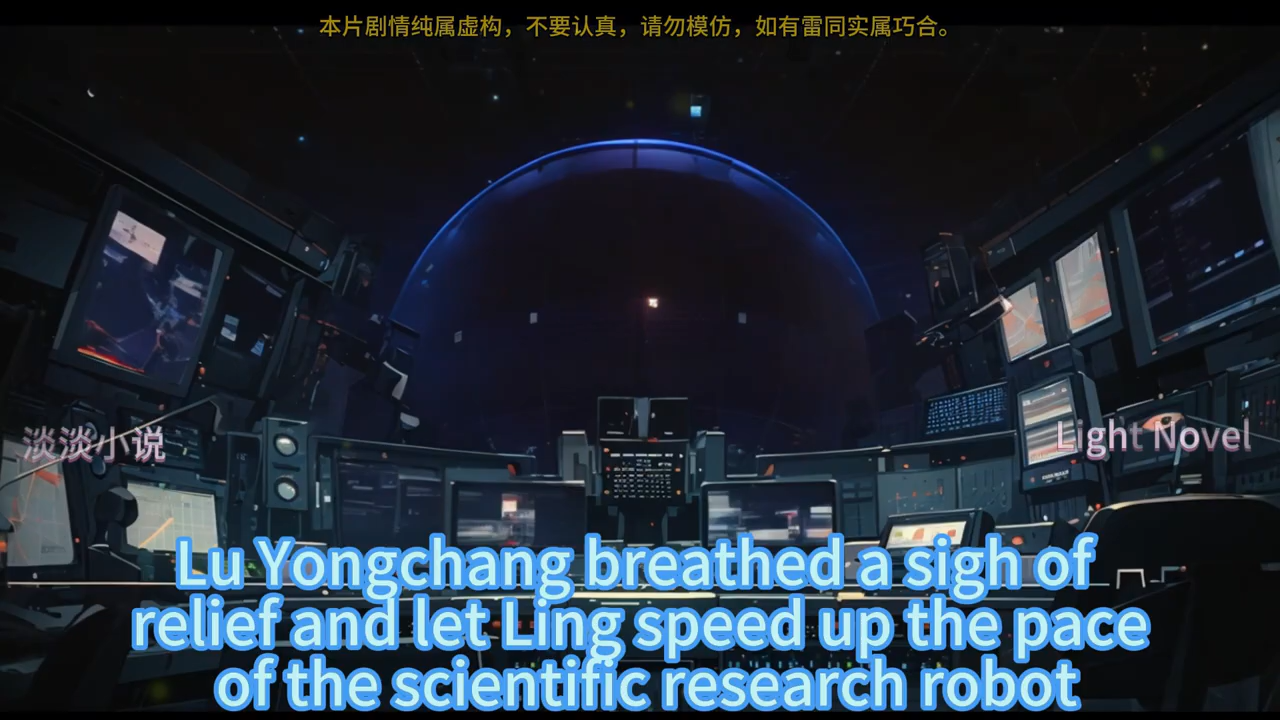 本片剧情纯属虚构，不要认真，请勿模仿，如有雷同实属巧合。
淡淡小说
Light Novel
Lu Yongchang breathed a sigh of
relief and let Ling speed up the pace
of the scientific research robot